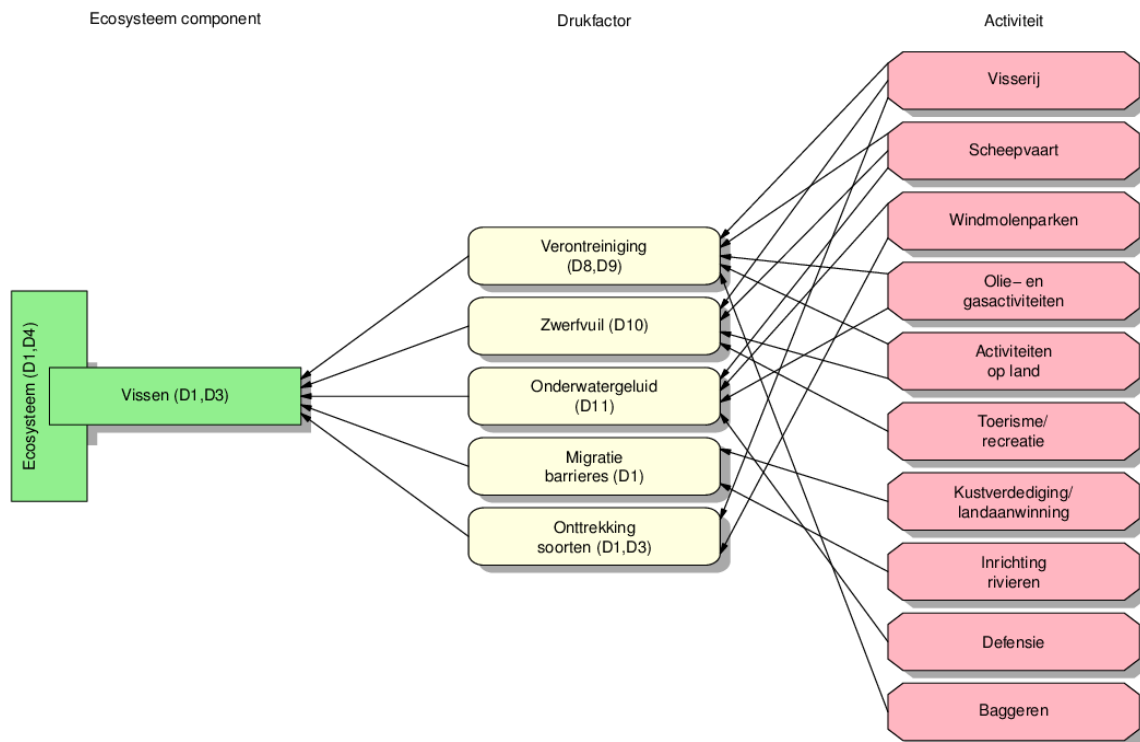 Ecosysteem component
Drukfactor
Activiteit
Ecosysteem (D1,D4)
Vissen (D1,D3)
Verontreiniging
(D8,D9)
Zwerfvuil (D10)
Onderwatergeluid
(D11)
Migratie
barrieres (D1)
Onttrekking
soorten (D1,D3)
Visserij
Scheepvaart
Windmolenparken
Olie− en
gasactiviteiten
Activiteiten
op land
Toerisme/
recreatie
Kustverdediging/
landaanwinning
Inrichting
rivieren
Defensie
Baggeren